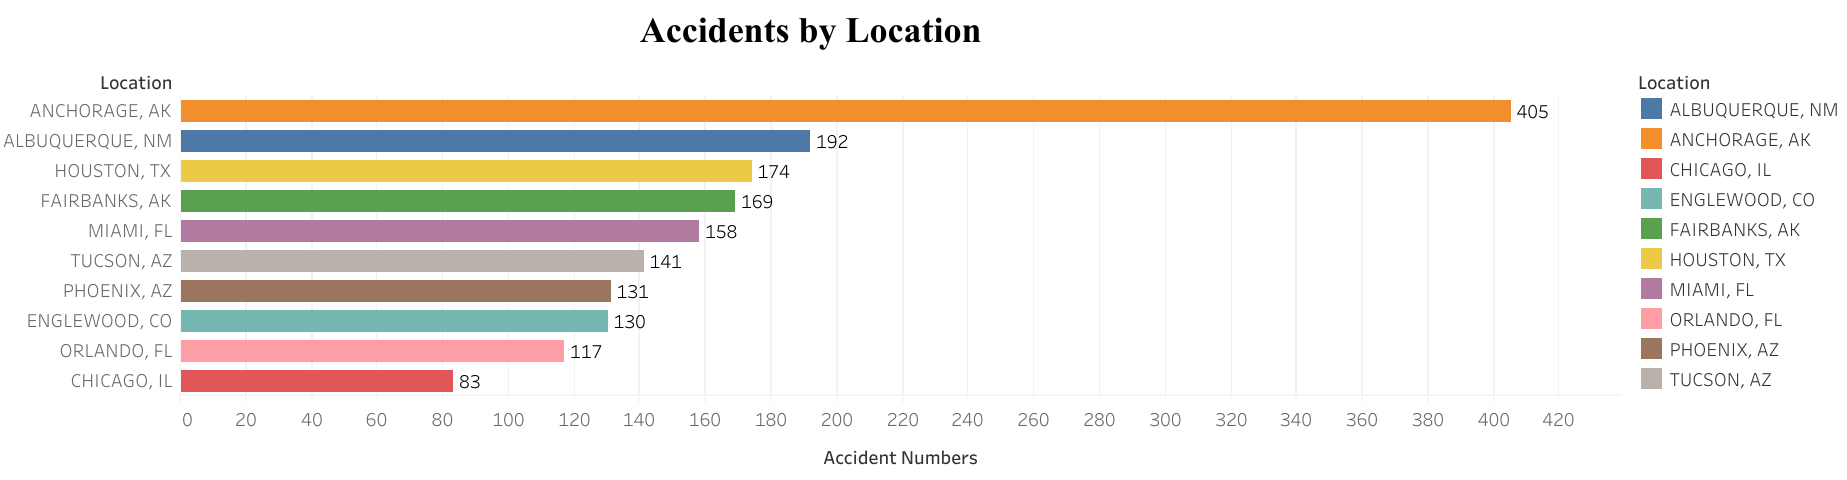 Accidents by Location
Location
ANCHORAGE, AK 405
ALBUQUERQUE, NM 192
HOUSTON, TX 174
FAIRBANKS, AK 169
MIAMI, FL 158
TUCSON, AZ 141
PHOENIX, AZ 131
ENGLEWOOD, CO 130
ORLANDO, FL 117
CHICAGO, IL 83
0 20 40 60 80 100 120 140 160 180 200 220 240 260 280 300 320 340 360 380 400 420
Accident Numbers
Location
ALBUQUERQUE, NM
ANCHORAGE, AK
CHICAGO, IL
ENGLEWOOD, CO
FAIRBANKS, AK
HOUSTON, TX
MIAMI, FL
ORLANDO, FL
PHOENIX, AZ
TUCSON, AZ